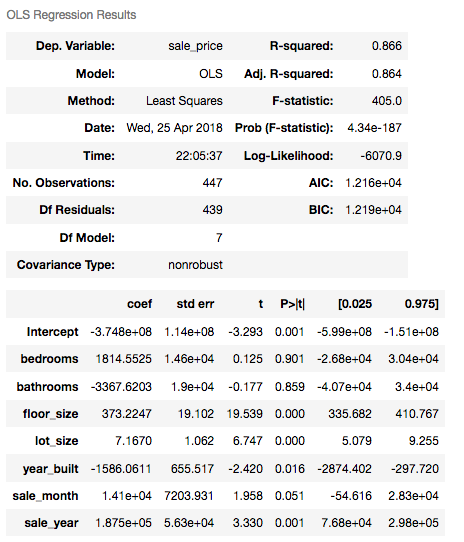 OLS Regression Results
Dep. Variable: sale_price R-squared: 0.866
Model: OLS Adj. R-squared: 0.864
Method: Least Squares F-statistic: 405.0
Date: Wed, 25 Apr 2018 Prob (F-statistic): 4.34e-187
Time: 22:05:37 Log-Likelihood: -6070.9
No. Observations: 447 AIC: 1.216e+04
Df Residuals: 439 BIC: 1.219e+04
Df Model: 7
Covariance Type: nonrobust
coef std err t P>|t| [0.025 0.975]
Intercept -3.748e+08 1.14e+08 -3.293 0.001 -5.99e+08 -1.51e+08
bedrooms 1814.5525 1.46e+04 0.125 0.901 -2.68e+04 3.04e+04
bathrooms -3367.6203 1.9e+04 -0.177 0.859 -4.07e+04 3.4e+04
floor_size 373.2247 19.102 19.539 0.000 335.682 410.767
lot_size 7.1670 1.062 6.747 0.000 5.079 9.255
year_built -1586.0611 655.517 -2.420 0.016 -2874.402 -297.720
sale_month 1.41e+04 7203.931 1.958 0.051 -54.616 2.83e+04
sale_year 1.875e+05 5.63e+04 3.330 0.001 7.68e+04 2.98e+05